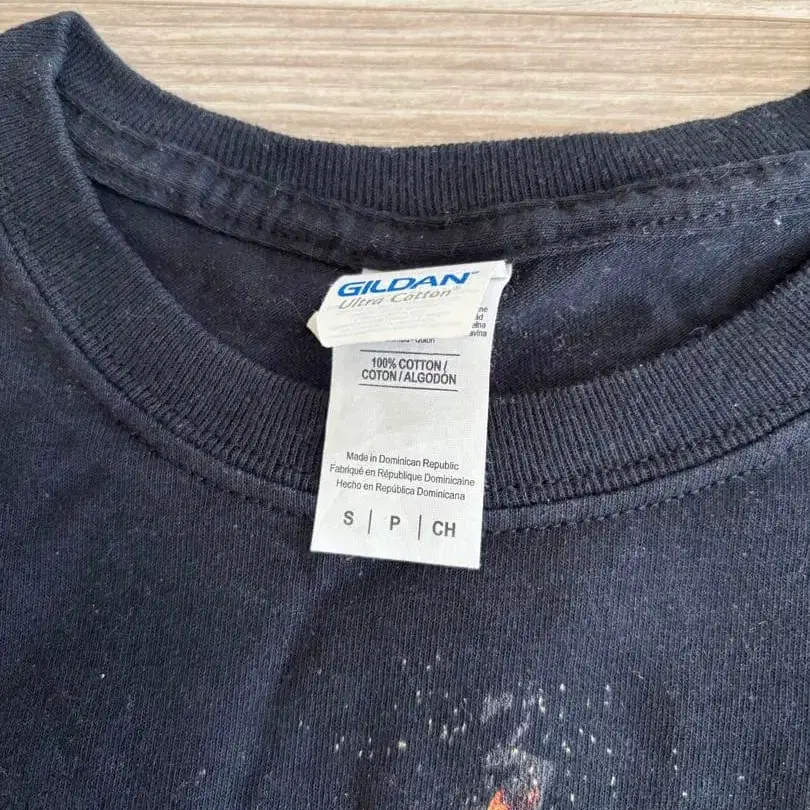 GILDAN™
Ultra Cotton®
100% COTTON /
COTON / ALGODÓN
Made in Dominican Republic
Fabriqué en République Dominicaine
Hecho en República Dominicana
S | P | CH